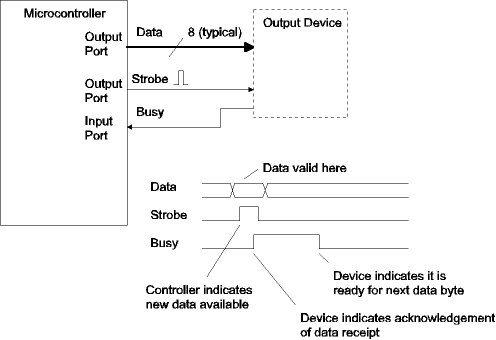 Microcontroller
Output
Port
Data
8 (typical)
Output Device
Output
Port
Strobe
Input
Port
Busy
Data valid here
Data
Strobe
Busy
Controller indicates
new data available
Device indicates it is
ready for next data byte
Device indicates acknowledgement
of data receipt